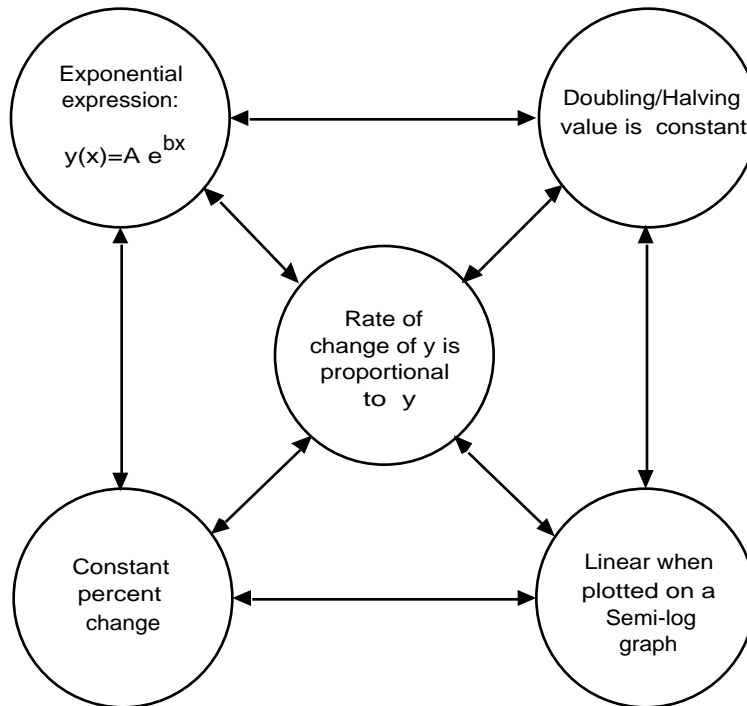 Exponential
expression:
y(x)=A e^bx
Doubling/Halving
value is constant
Rate of
change of y is
proportional
to y
Constant
percent
change
Linear when
plotted on a
Semi-log
graph